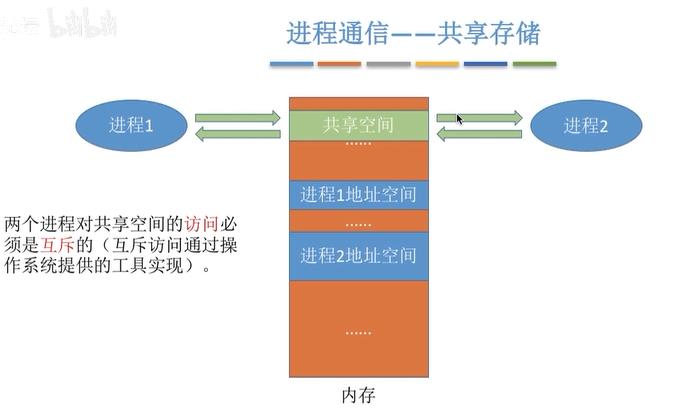 进程通信——共享存储
进程1
共享空间
进程2
......
进程1地址空间
......
进程2地址空间
......
两个进程对共享空间的访问必
须是互斥的（互斥访问通过操
作系统提供的工具实现）。
内存